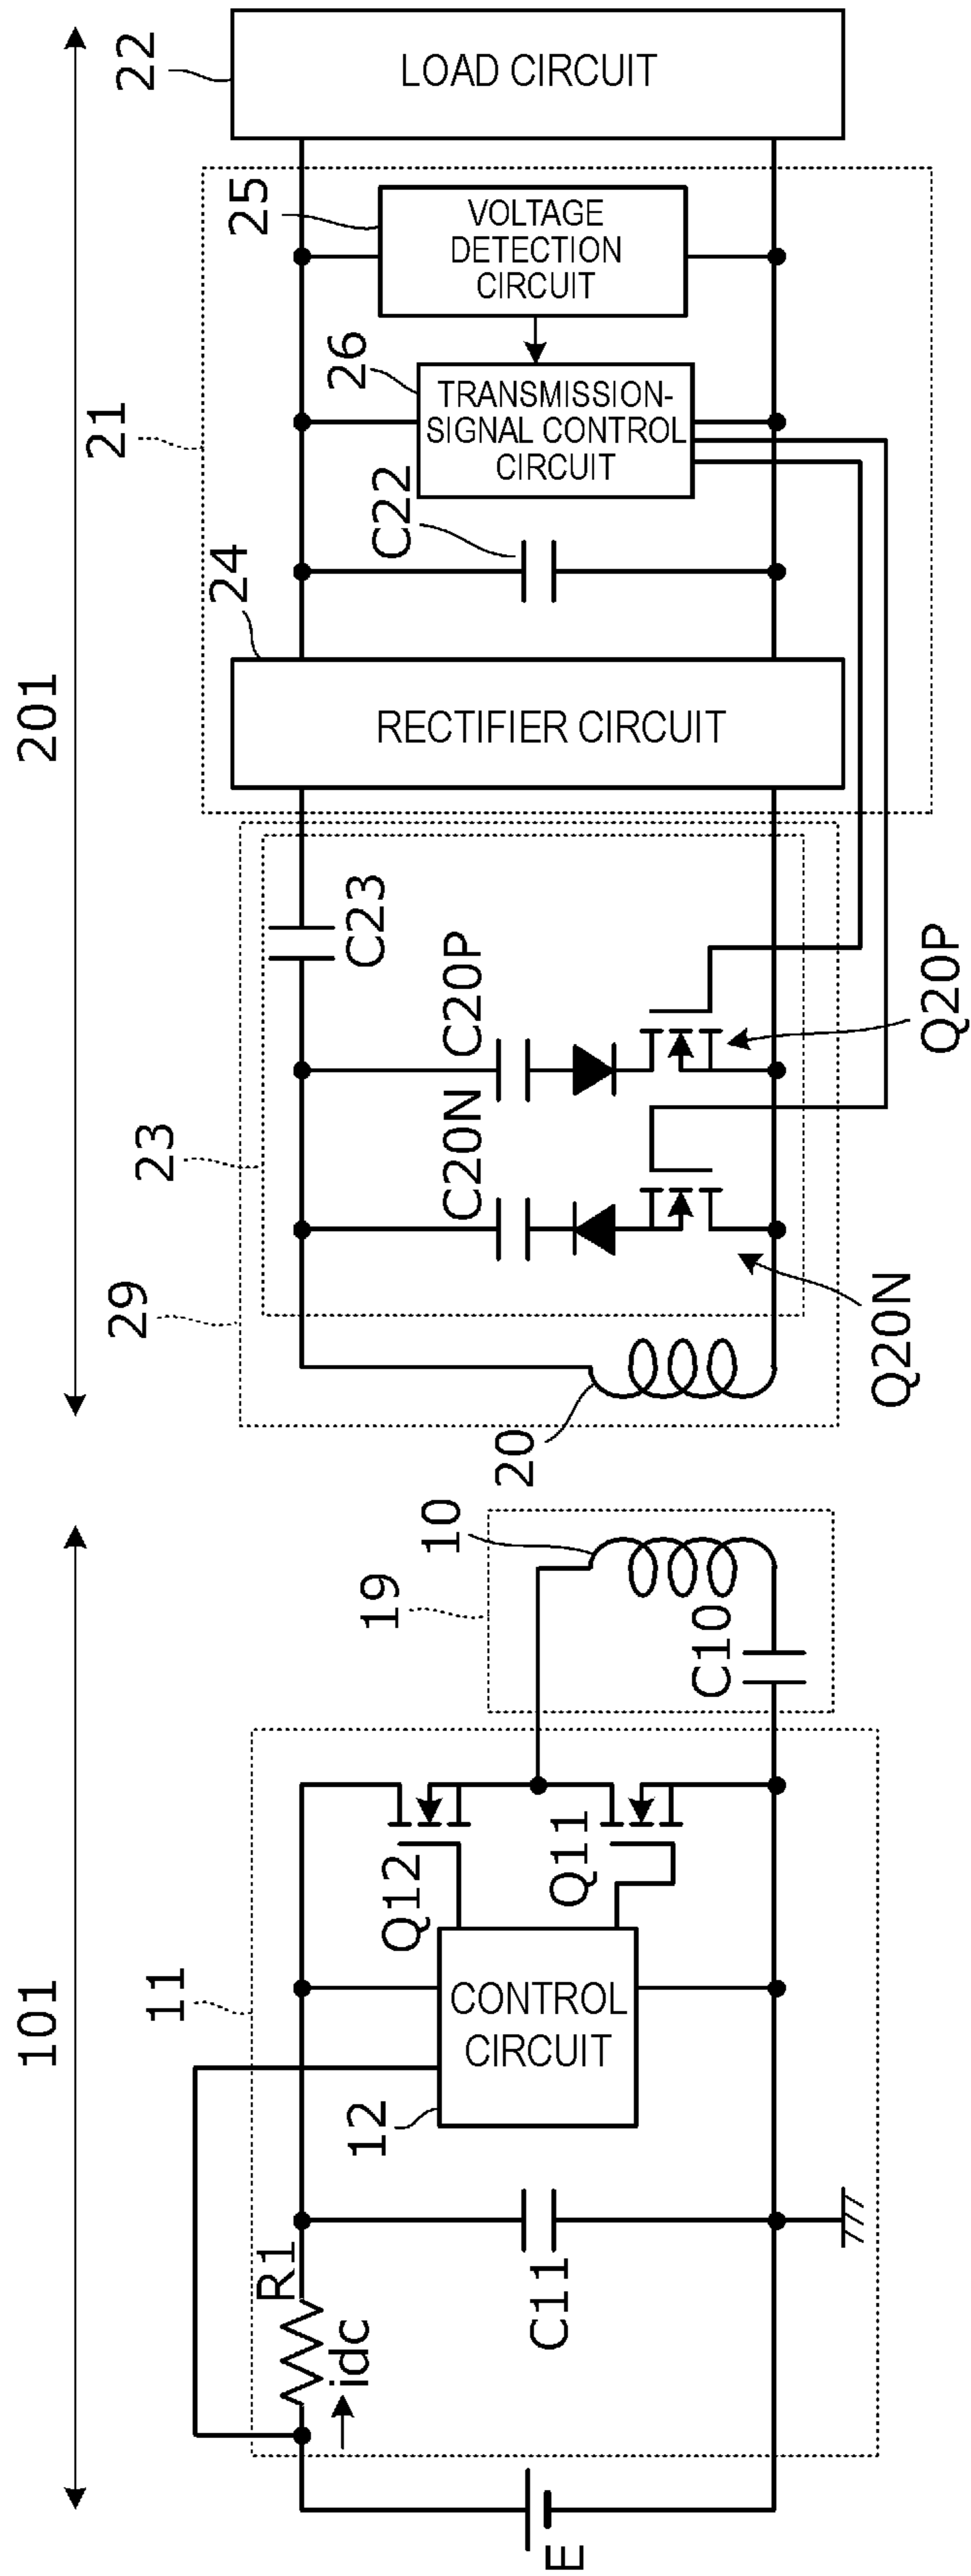 101
201
11
R1
idc
E
C11
12
CONTROL
CIRCUIT
Q12
Q11
19
10
C10
20
29
23
C20N
C20P
C23
Q20N
Q20P
21
24
RECTIFIER CIRCUIT
C22
26
TRANSMISSION-
SIGNAL CONTROL
CIRCUIT
25
VOLTAGE
DETECTION
CIRCUIT
22
LOAD CIRCUIT